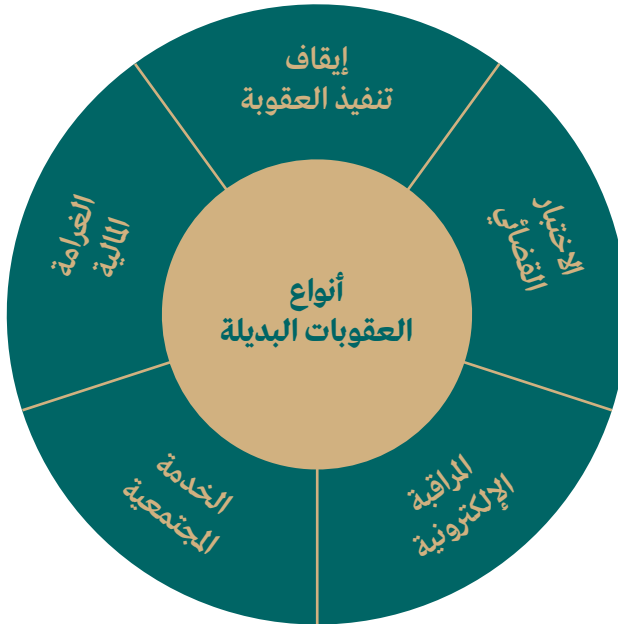 إيقاف
تنفيذ العقوبة
الاختبار
القضائي
المراقبة
الإلكترونية
الخدمة
المجتمعية
الغرامة
المالية
أنواع
العقوبات البديلة